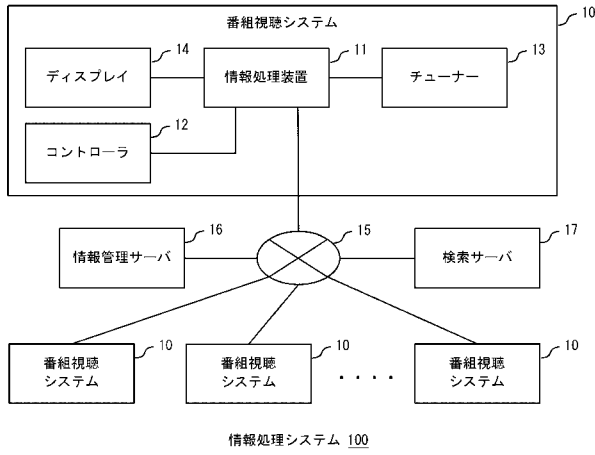 番組視聴システム
10
ディスプレイ
14
情報処理装置
11
チューナー
13
コントローラ
12
情報管理サーバ
16
15
検索サーバ
17
番組視聴
システム
10
番組視聴
システム
10
・・・・
番組視聴
システム
10
情報処理システム 100